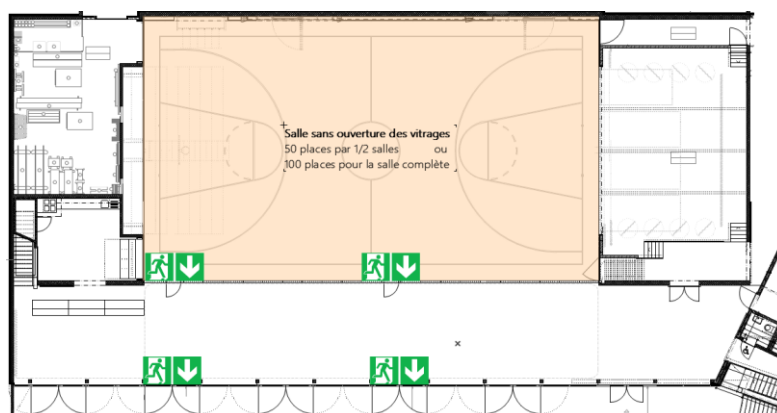 Salle sans ouverture des vitrages
50 places par 1/2 salles ou
100 places pour la salle complète